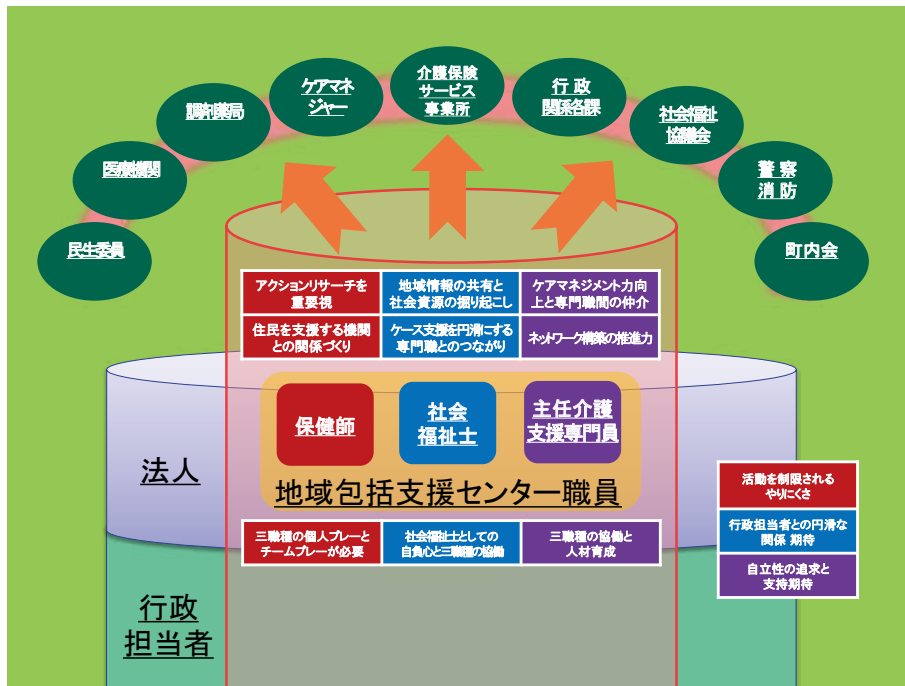 介護保険
サービス
事業所
ケアマネ
ジャー
行 政
関係各課
調剤薬局
社会福祉
協議会
医療機関
警 察
消 防
民生委員
町内会
アクションリサーチを
重要視
地域情報の共有と
社会資源の掘り起こし
ケアマネジメント力向
上と専門職間の仲介
住民を支援する機関
との関係づくり
ケース支援を円滑にする
専門職とのつながり
ネットワーク構築の推進力
保健師
社会
福祉士
主任介護
支援専門員
法人
地域包括支援センター職員
活動を制限される
やりにくさ
行政担当者との円滑な
関係 期待
自立性の追求と
支持期待
三職種の個人プレーと
チームプレーが必要
社会福祉士としての
自負心と三職種の協働
三職種の協働と
人材育成
行政
担当者